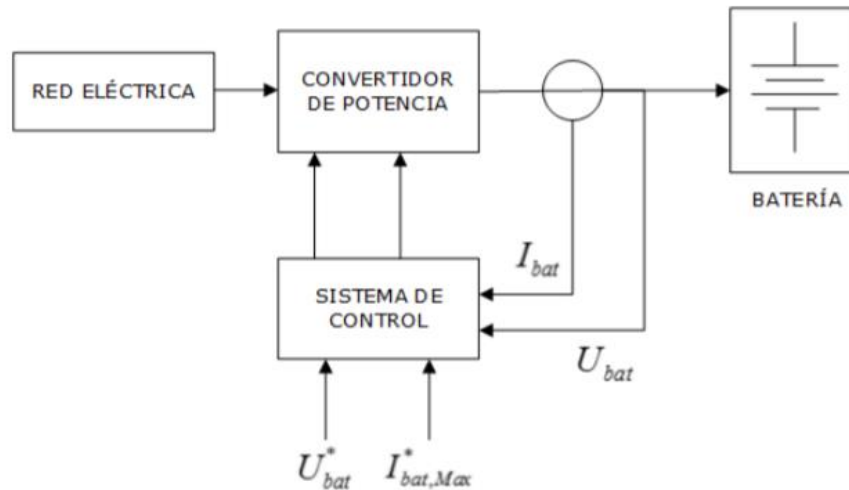 RED ELÉCTRICA
CONVERTIDOR
DE POTENCIA
BATERÍA
I_bat
SISTEMA DE
CONTROL
U_bat
U*_bat
I*_bat,Max